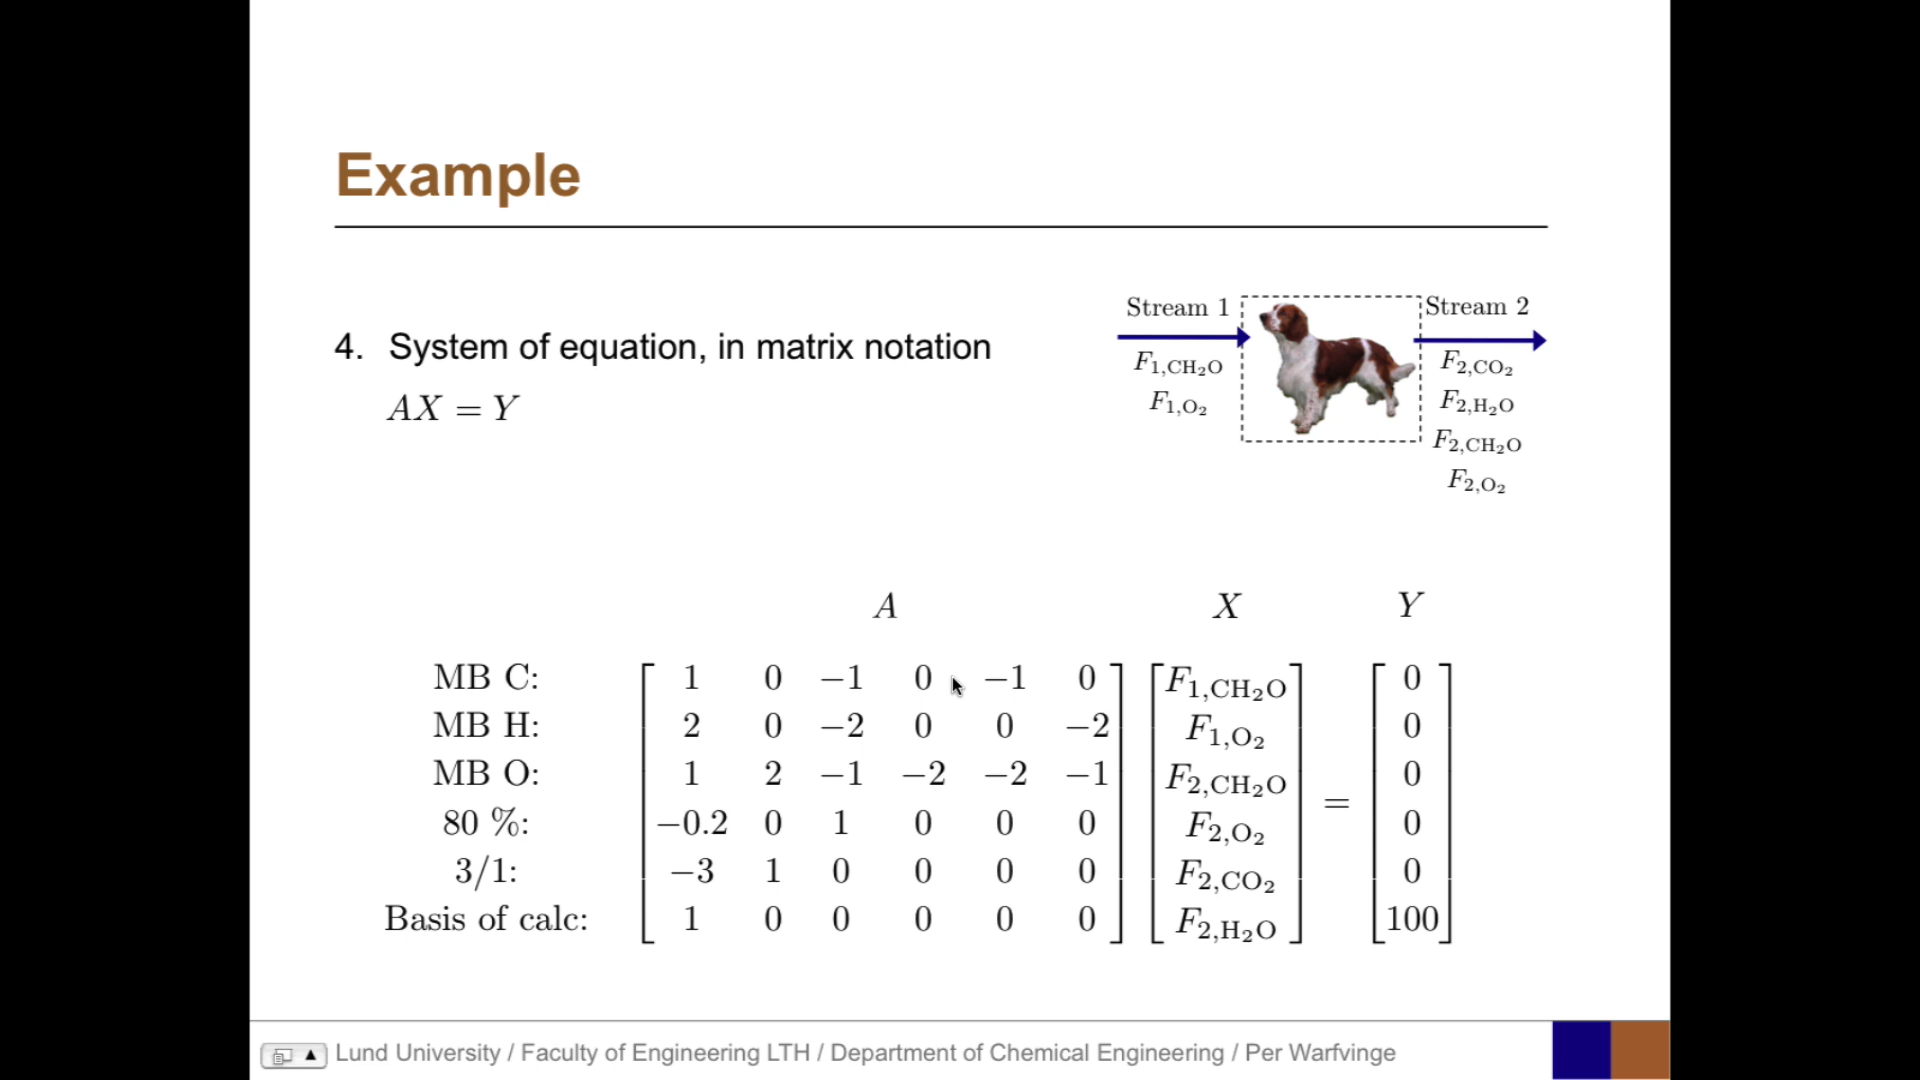 Example
4. System of equation, in matrix notation
AX = Y
Stream 1
F1,CH2O
F1,O2
Stream 2
F2,CO2
F2,H2O
F2,CH2O
F2,O2
A X Y
MB C: 1 0 −1 0 −1 0 F1,CH2O 0
MB H: 2 0 −2 0 0 −2 F1,O2 0
MB O: 1 2 −1 −2 −2 −1 F2,CH2O 0
=
80 %: −0.2 0 1 0 0 0 F2,O2 0
3/1: −3 1 0 0 0 0 F2,CO2 0
Basis of calc: 1 0 0 0 0 0 F2,H2O 100
Lund University / Faculty of Engineering LTH / Department of Chemical Engineering / Per Warfvinge